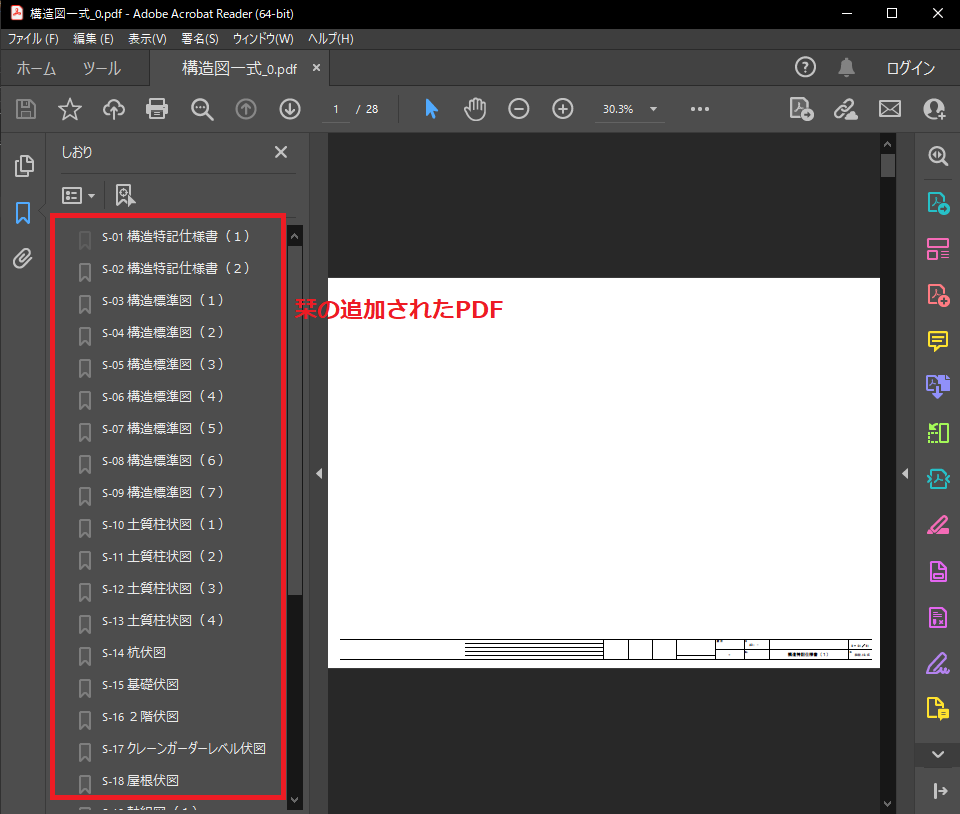 構造図一式_0.pdf - Adobe Acrobat Reader (64-bit)
ファイル(F) 編集(E) 表示(V) 署名(S) ウィンドウ(W) ヘルプ(H)
ホーム ツール 構造図一式_0.pdf × ログイン
1 / 28 30.3%
しおり
S-01 構造特記仕様書（１）
S-02 構造特記仕様書（２）
S-03 構造標準図（１）
栞の追加されたPDF
S-04 構造標準図（２）
S-05 構造標準図（３）
S-06 構造標準図（４）
S-07 構造標準図（５）
S-08 構造標準図（６）
S-09 構造標準図（７）
S-10 土質柱状図（１）
S-11 土質柱状図（２）
S-12 土質柱状図（３）
S-13 土質柱状図（４）
S-14 杭伏図
S-15 基礎伏図
S-16 ２階伏図
S-17 クレーンガーダーレベル伏図
S-18 屋根伏図
構造特記仕様書（１）